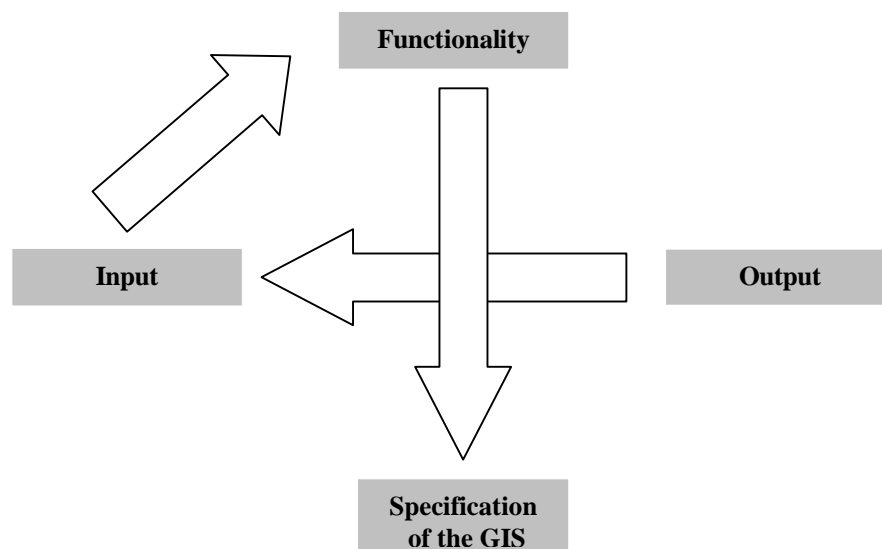 Functionality
Input
Output
Specification
of the GIS